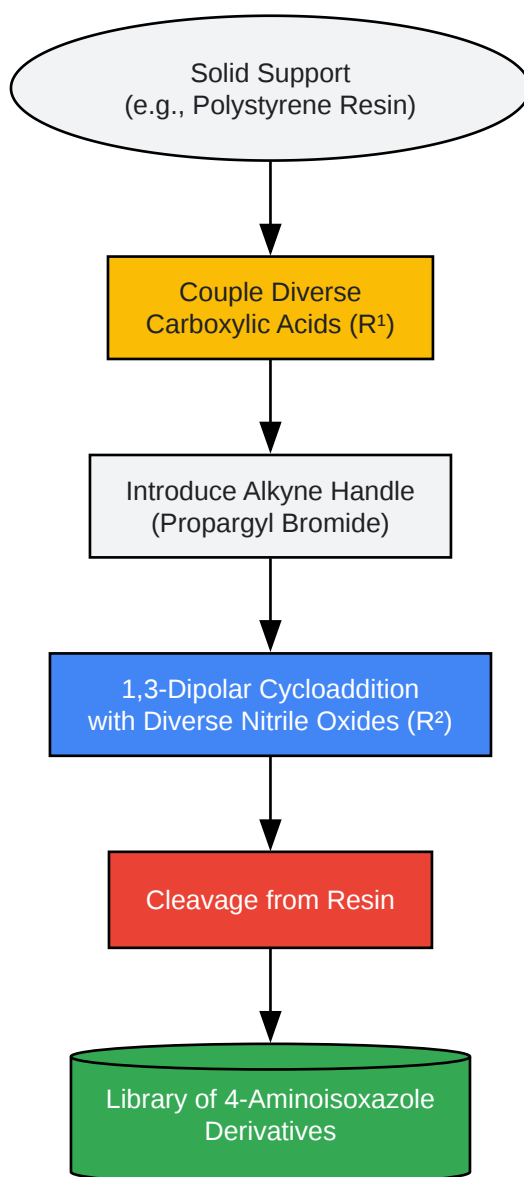 Solid Support
(e.g., Polystyrene Resin)
Couple Diverse
Carboxylic Acids (R¹)
Introduce Alkyne Handle
(Propargyl Bromide)
1,3-Dipolar Cycloaddition
with Diverse Nitrile Oxides (R²)
Cleavage from Resin
Library of 4-Aminoisoxazole
Derivatives